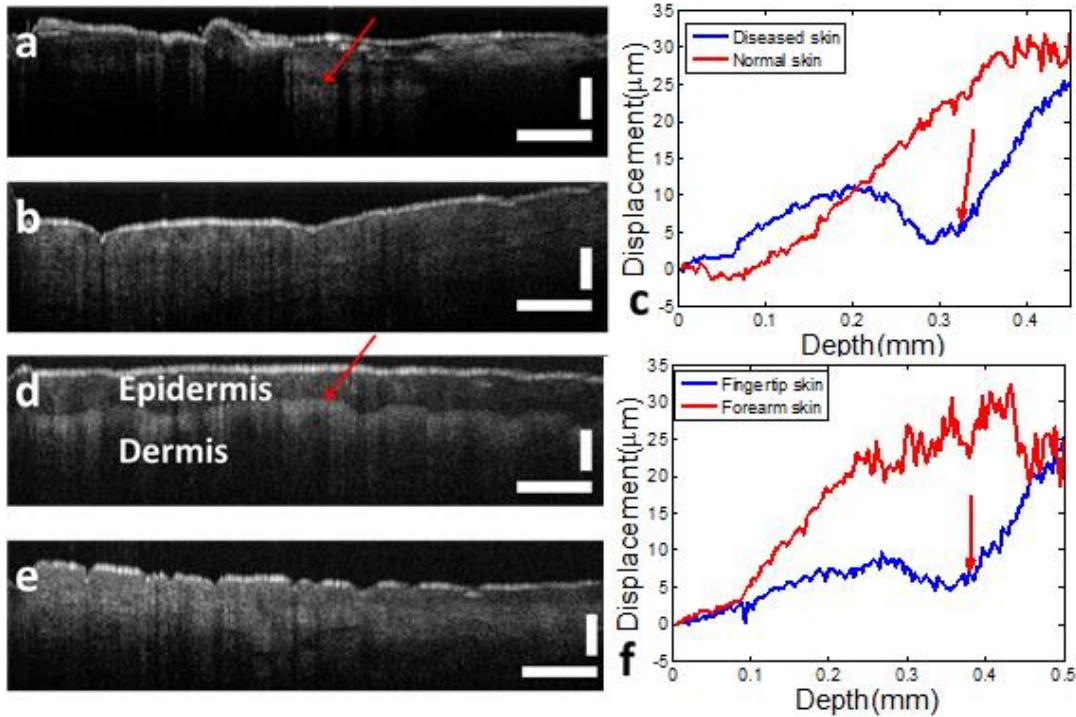 a
b
d
Epidermis
Dermis
e
c
Diseased skin
Normal skin
Displacement(μm)
35
30
25
20
15
10
5
0
-5
0
0.1
0.2
0.3
0.4
Depth(mm)
f
Fingertip skin
Forearm skin
Displacement(μm)
35
30
25
20
15
10
5
0
-5
0
0.1
0.2
0.3
0.4
0.5
Depth(mm)